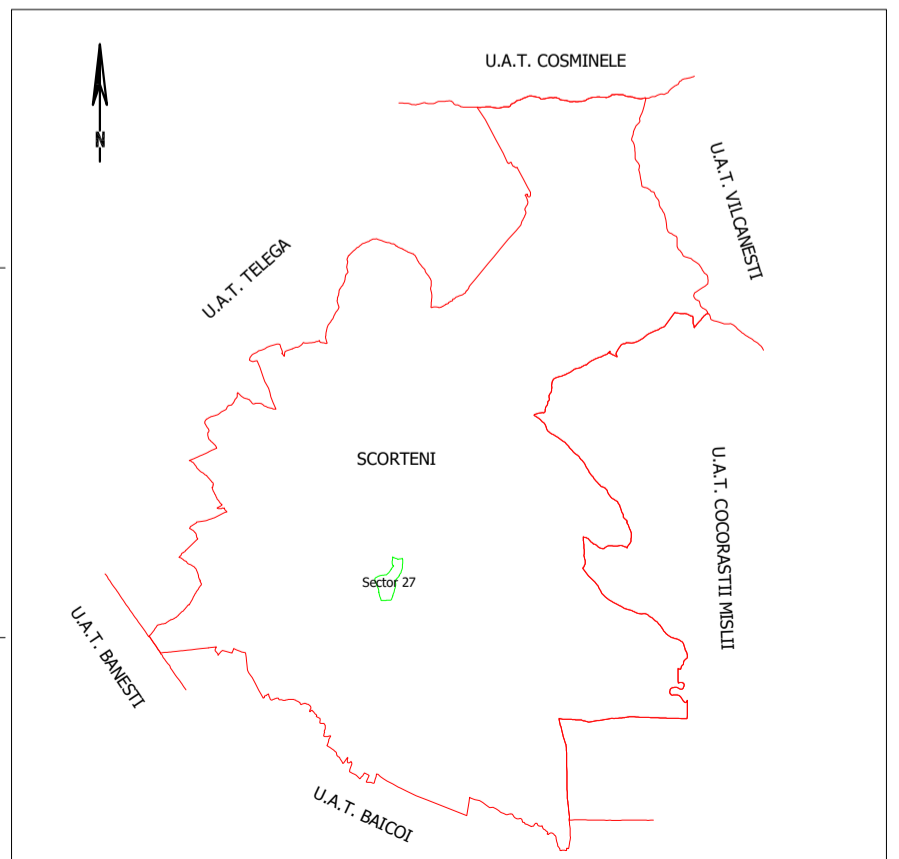 U.A.T. COSMINELE
N
U.A.T. VILCANESTI
U.A.T. TELEGA
SCORTENI
U.A.T. COCORASTII MISLII
Sector 27
U.A.T. BANESTI
U.A.T. BAICOI